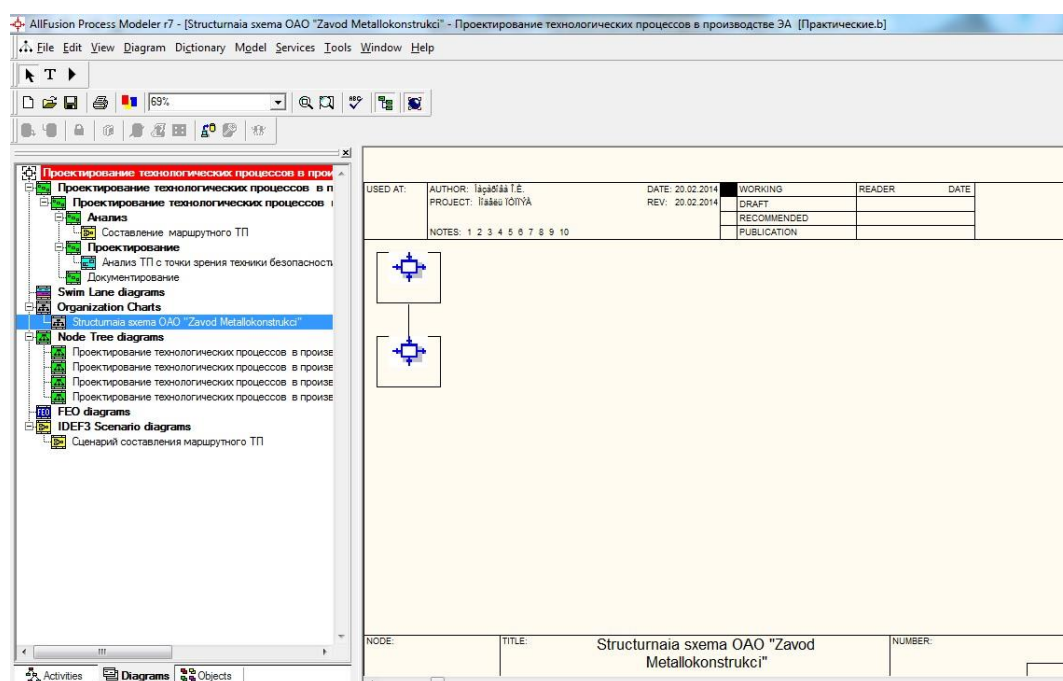 AllFusion Process Modeler r7 - [Structurnaia sxema OAO "Zavod Metallokonstrukci" - Проектирование технологических процессов в производстве ЭА [Практические.b]
File Edit View Diagram Dictionary Model Services Tools Window Help
T
69%
Проектирование технологических процессов в прои
Проектирование технологических процессов в п
Проектирование технологических процессов
Анализ
Составление маршрутного ТП
Проектирование
Анализ ТП с точки зрения техники безопасности
Документирование
Swim Lane diagrams
Organization Charts
Structurnaia sxema OAO "Zavod Metallokonstrukci"
Node Tree diagrams
Проектирование технологических процессов в произв
Проектирование технологических процессов в произв
Проектирование технологических процессов в произв
Проектирование технологических процессов в произв
FEO diagrams
IDEF3 Scenario diagrams
Сценарий составления маршрутного ТП
Activities Diagrams Objects
USED AT: AUTHOR: DATE: 20.02.2014 WORKING READER DATE
PROJECT: REV: 20.02.2014 DRAFT
RECOMMENDED
NOTES: 1 2 3 4 5 6 7 8 9 10 PUBLICATION
NODE: TITLE: Structurnaia sxema OAO "Zavod NUMBER:
Metallokonstrukci"